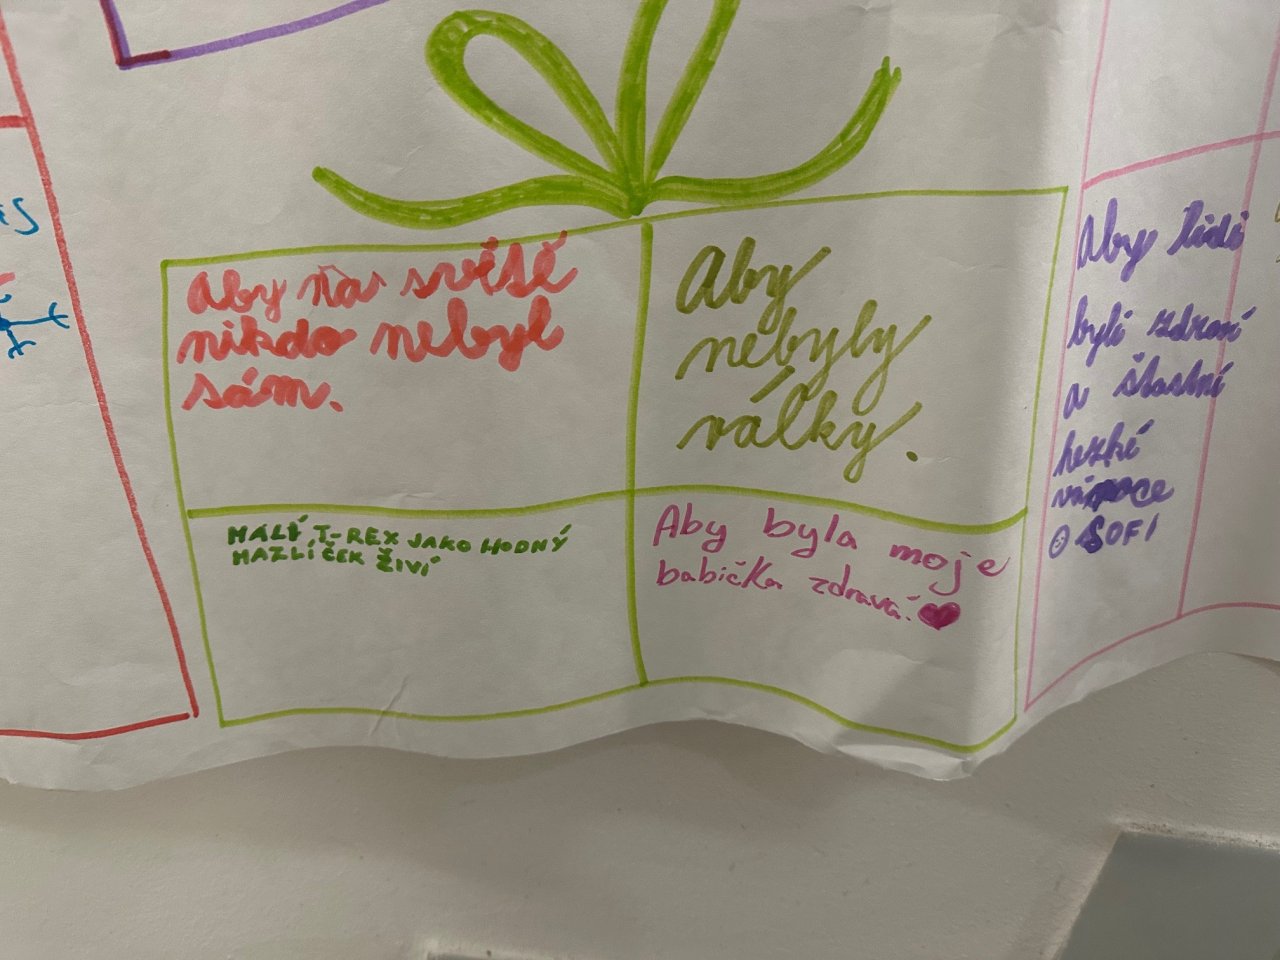 Aby na světě
nikdo nebyl
sám.
Aby
nebyly
války.
MALÝ T-REX JAKO HODNÝ
MAZLÍČEK ŽIVÍ
Aby byla moje
babička zdravá.
Aby lidi
byli zdraví
a šťastní
hezké
vánoce
SOFI